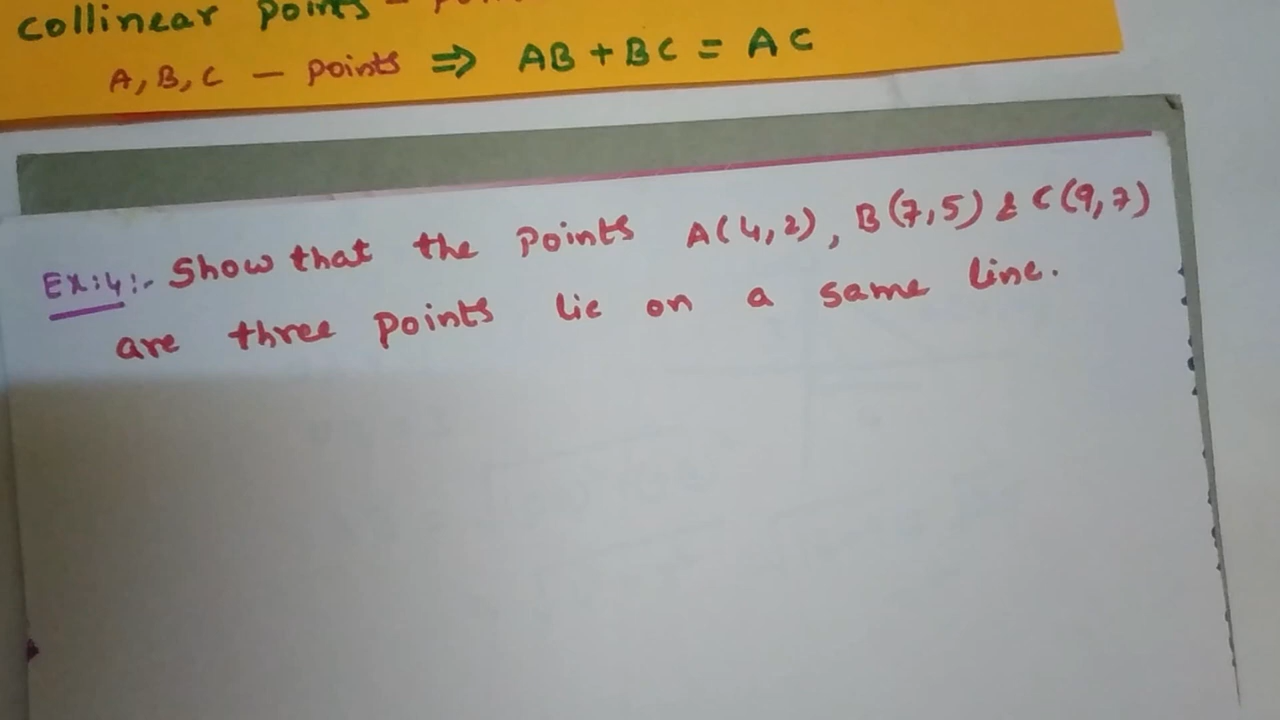 collinear points -
A, B, C — points ⇒ AB + BC = AC
Ex:4:- Show that the points A(4,2), B(7,5) & C(9,7)
are three points lie on a same line.